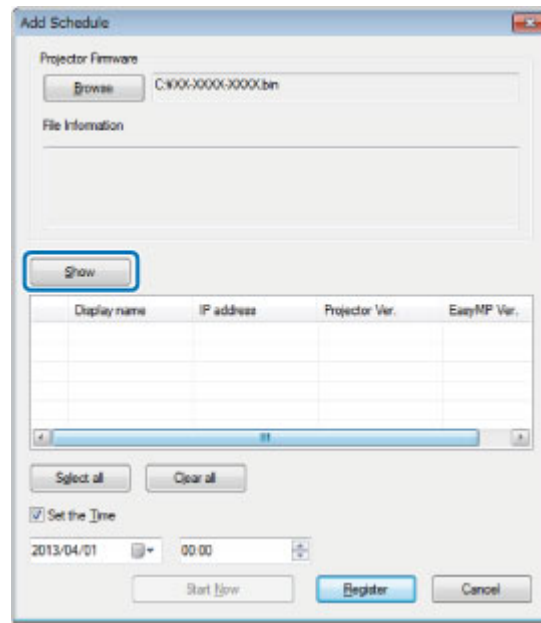 Add Schedule
Projector Firmware
Browse C:¥XX-XXXX-XXXX.bin
File Information
Show
Display name IP address Projector Ver. EasyMP Ver.
Select all Clear all
Set the Time
2013/04/01 00:00
Start Now Register Cancel